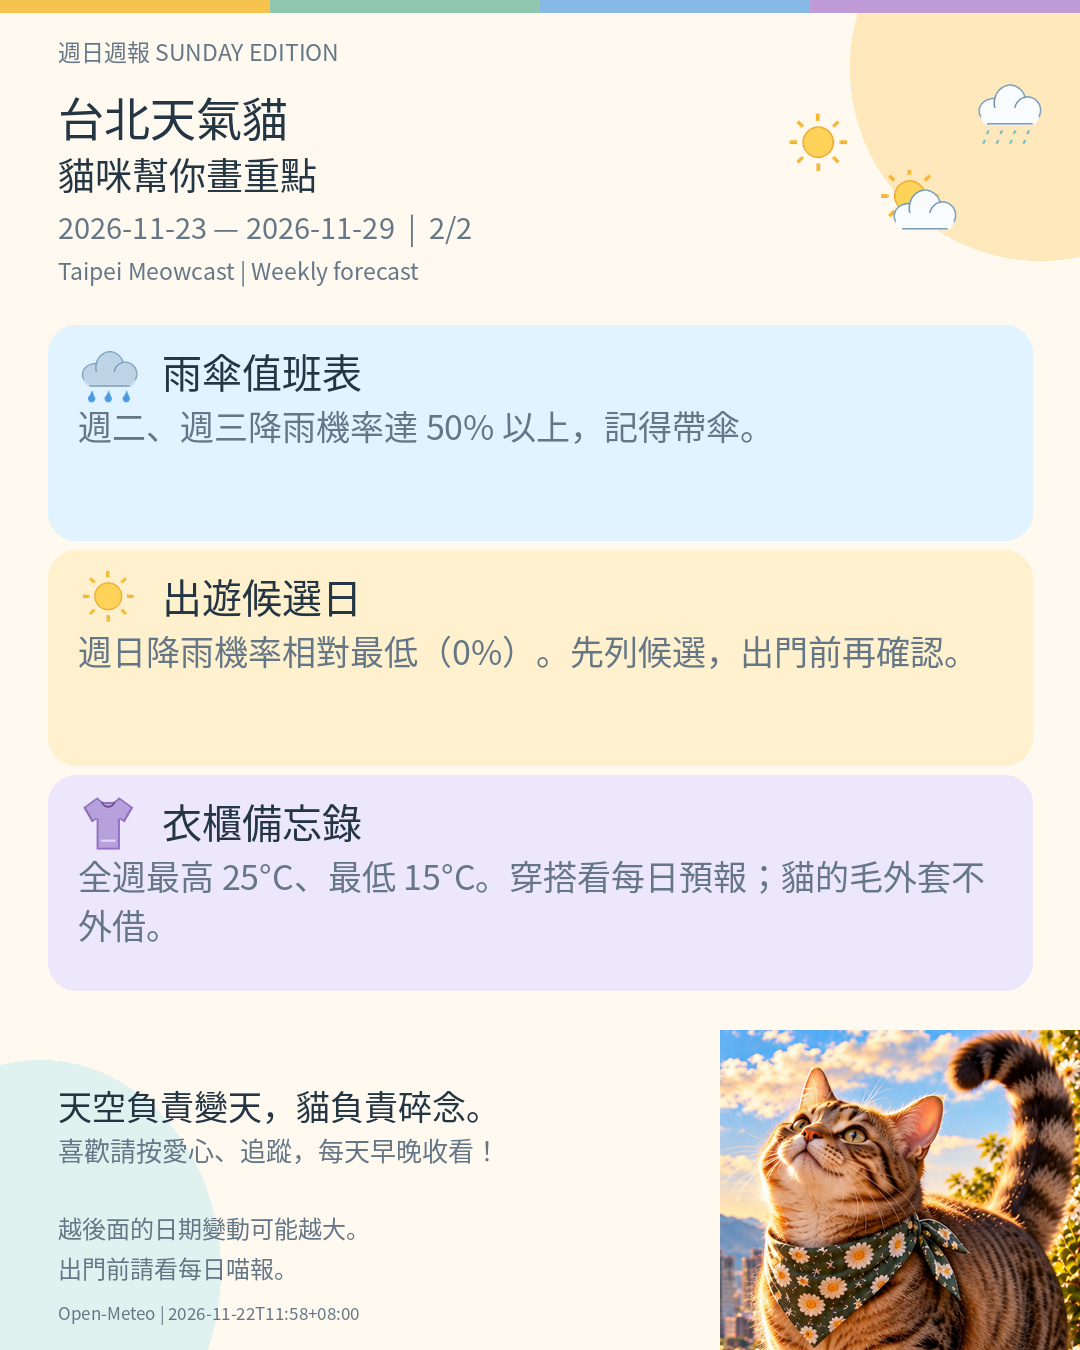 週日週報 SUNDAY EDITION
台北天氣貓
貓咪幫你畫重點
2026-11-23 — 2026-11-29 | 2/2
Taipei Meowcast | Weekly forecast
雨傘值班表
週二、週三降雨機率達 50% 以上，記得帶傘。
出遊候選日
週日降雨機率相對最低（0%）。先列候選，出門前再確認。
衣櫃備忘錄
全週最高 25°C、最低 15°C。穿搭看每日預報；貓的毛外套不
外借。
天空負責變天，貓負責碎念。
喜歡請按愛心、追蹤，每天早晚收看！
越後面的日期變動可能越大。
出門前請看每日喵報。
Open-Meteo | 2026-11-22T11:58+08:00